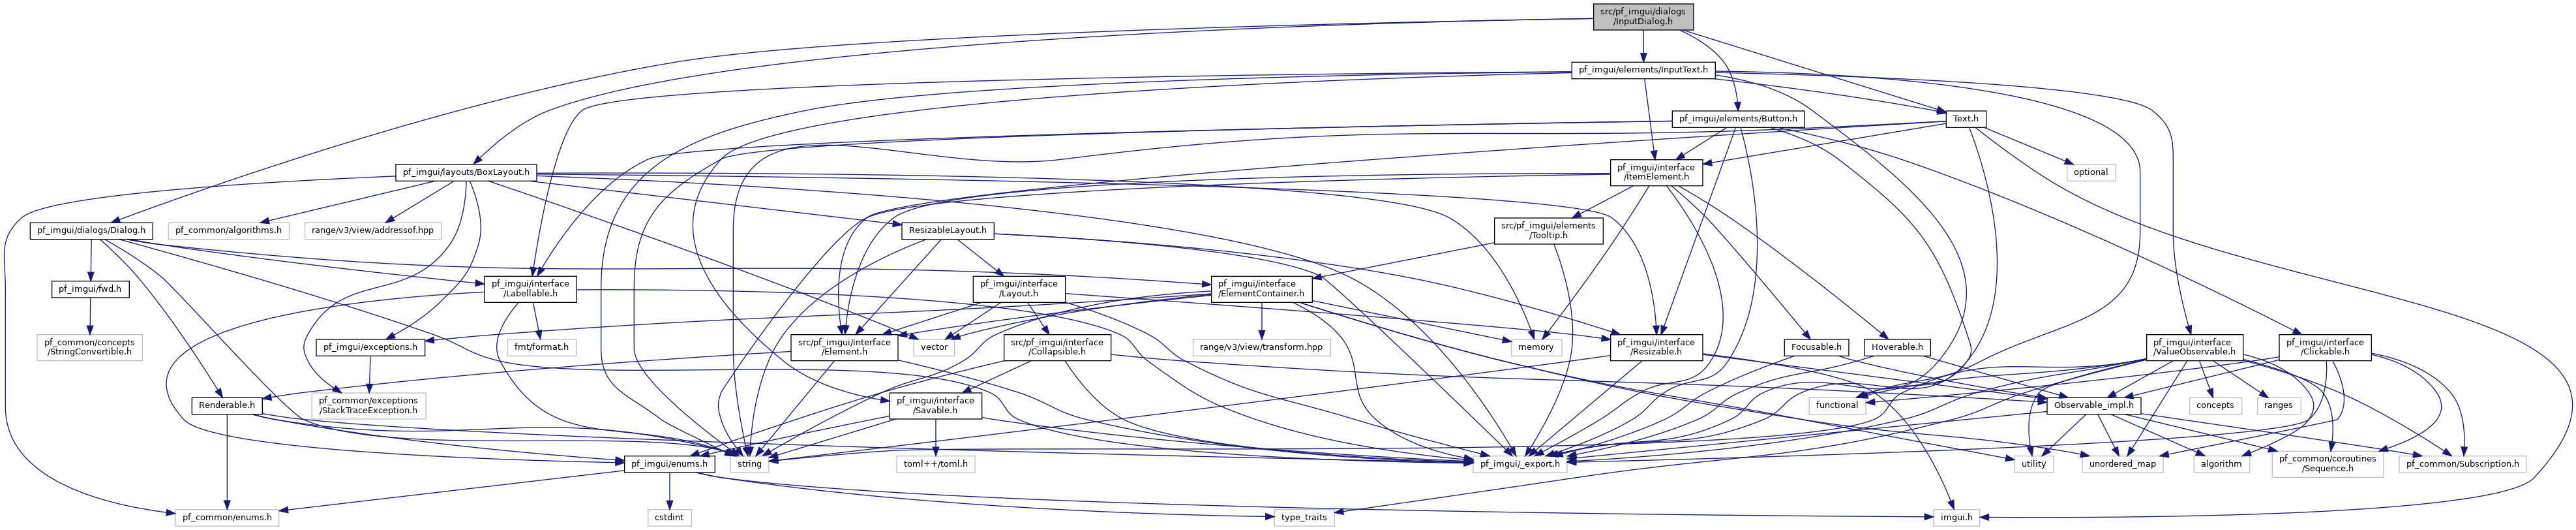 src/pf_imgui/dialogs
/InputDialog.h
pf_imgui/elements/InputText.h
pf_imgui/elements/Button.h
Text.h
pf_imgui/layouts/BoxLayout.h
pf_imgui/interface
/ItemElement.h
optional
pf_imgui/dialogs/Dialog.h
pf_common/algorithms.h
range/v3/view/addressof.hpp
ResizableLayout.h
src/pf_imgui/elements
/Tooltip.h
pf_imgui/fwd.h
pf_imgui/interface
/Labellable.h
pf_imgui/interface
/Layout.h
pf_imgui/interface
/ElementContainer.h
pf_common/concepts
/StringConvertible.h
pf_imgui/exceptions.h
fmt/format.h
src/pf_imgui/interface
/Element.h
vector
src/pf_imgui/interface
/Collapsible.h
range/v3/view/transform.hpp
memory
pf_imgui/interface
/Resizable.h
Focusable.h
Hoverable.h
pf_imgui/interface
/ValueObservable.h
pf_imgui/interface
/Clickable.h
Renderable.h
pf_common/exceptions
/StackTraceException.h
pf_imgui/interface
/Savable.h
functional
Observable_impl.h
concepts
ranges
pf_imgui/enums.h
string
toml++/toml.h
pf_imgui/_export.h
utility
unordered_map
algorithm
pf_common/coroutines
/Sequence.h
pf_common/Subscription.h
pf_common/enums.h
cstdint
type_traits
imgui.h